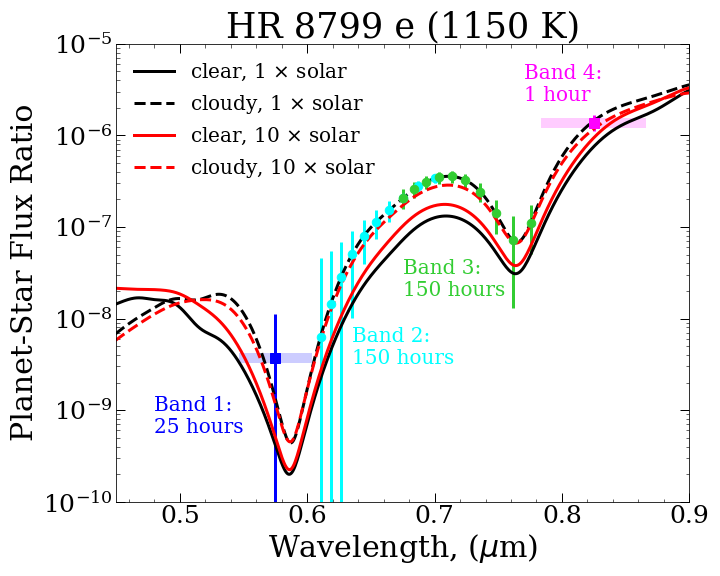 HR 8799 e (1150 K)
Planet-Star Flux Ratio
10⁻⁵
10⁻⁶
10⁻⁷
10⁻⁸
10⁻⁹
10⁻¹⁰
clear, 1 × solar
cloudy, 1 × solar
clear, 10 × solar
cloudy, 10 × solar
Band 4:
1 hour
Band 3:
150 hours
Band 2:
150 hours
Band 1:
25 hours
0.5 0.6 0.7 0.8 0.9
Wavelength, (μm)